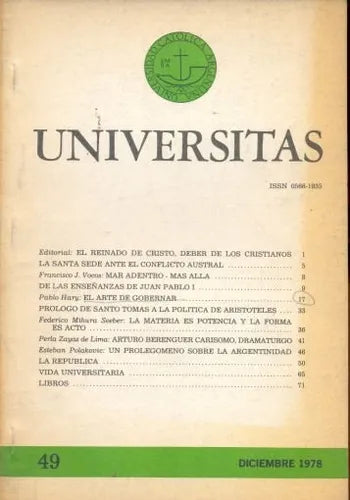 UNIVERSIDAD CATOLICA ARGENTINA
UNIVERSITAS
ISSN 0566-1935
Editorial: EL REINADO DE CRISTO, DEBER DE LOS CRISTIANOS 1
LA SANTA SEDE ANTE EL CONFLICTO AUSTRAL .................... 5
Francisco J. Vocos: MAR ADENTRO - MAS ALLA .................... 8
DE LAS ENSEÑANZAS DE JUAN PABLO I .................... 9
Pablo Hary: EL ARTE DE GOBERNAR .................... 17
PROLOGO DE SANTO TOMAS A LA POLITICA DE ARISTOTELES .... 33
Federico Mihura Seeber: LA MATERIA ES POTENCIA Y LA FORMA
ES ACTO .................... 36
Perla Zayas de Lima: ARTURO BERENGUER CARISOMO, DRAMATURGO 41
Esteban Polakovic: UN PROLEGOMENO SOBRE LA ARGENTINIDAD 46
LA REPUBLICA .................... 50
VIDA UNIVERSITARIA .................... 65
LIBROS .................... 71
49
DICIEMBRE 1978